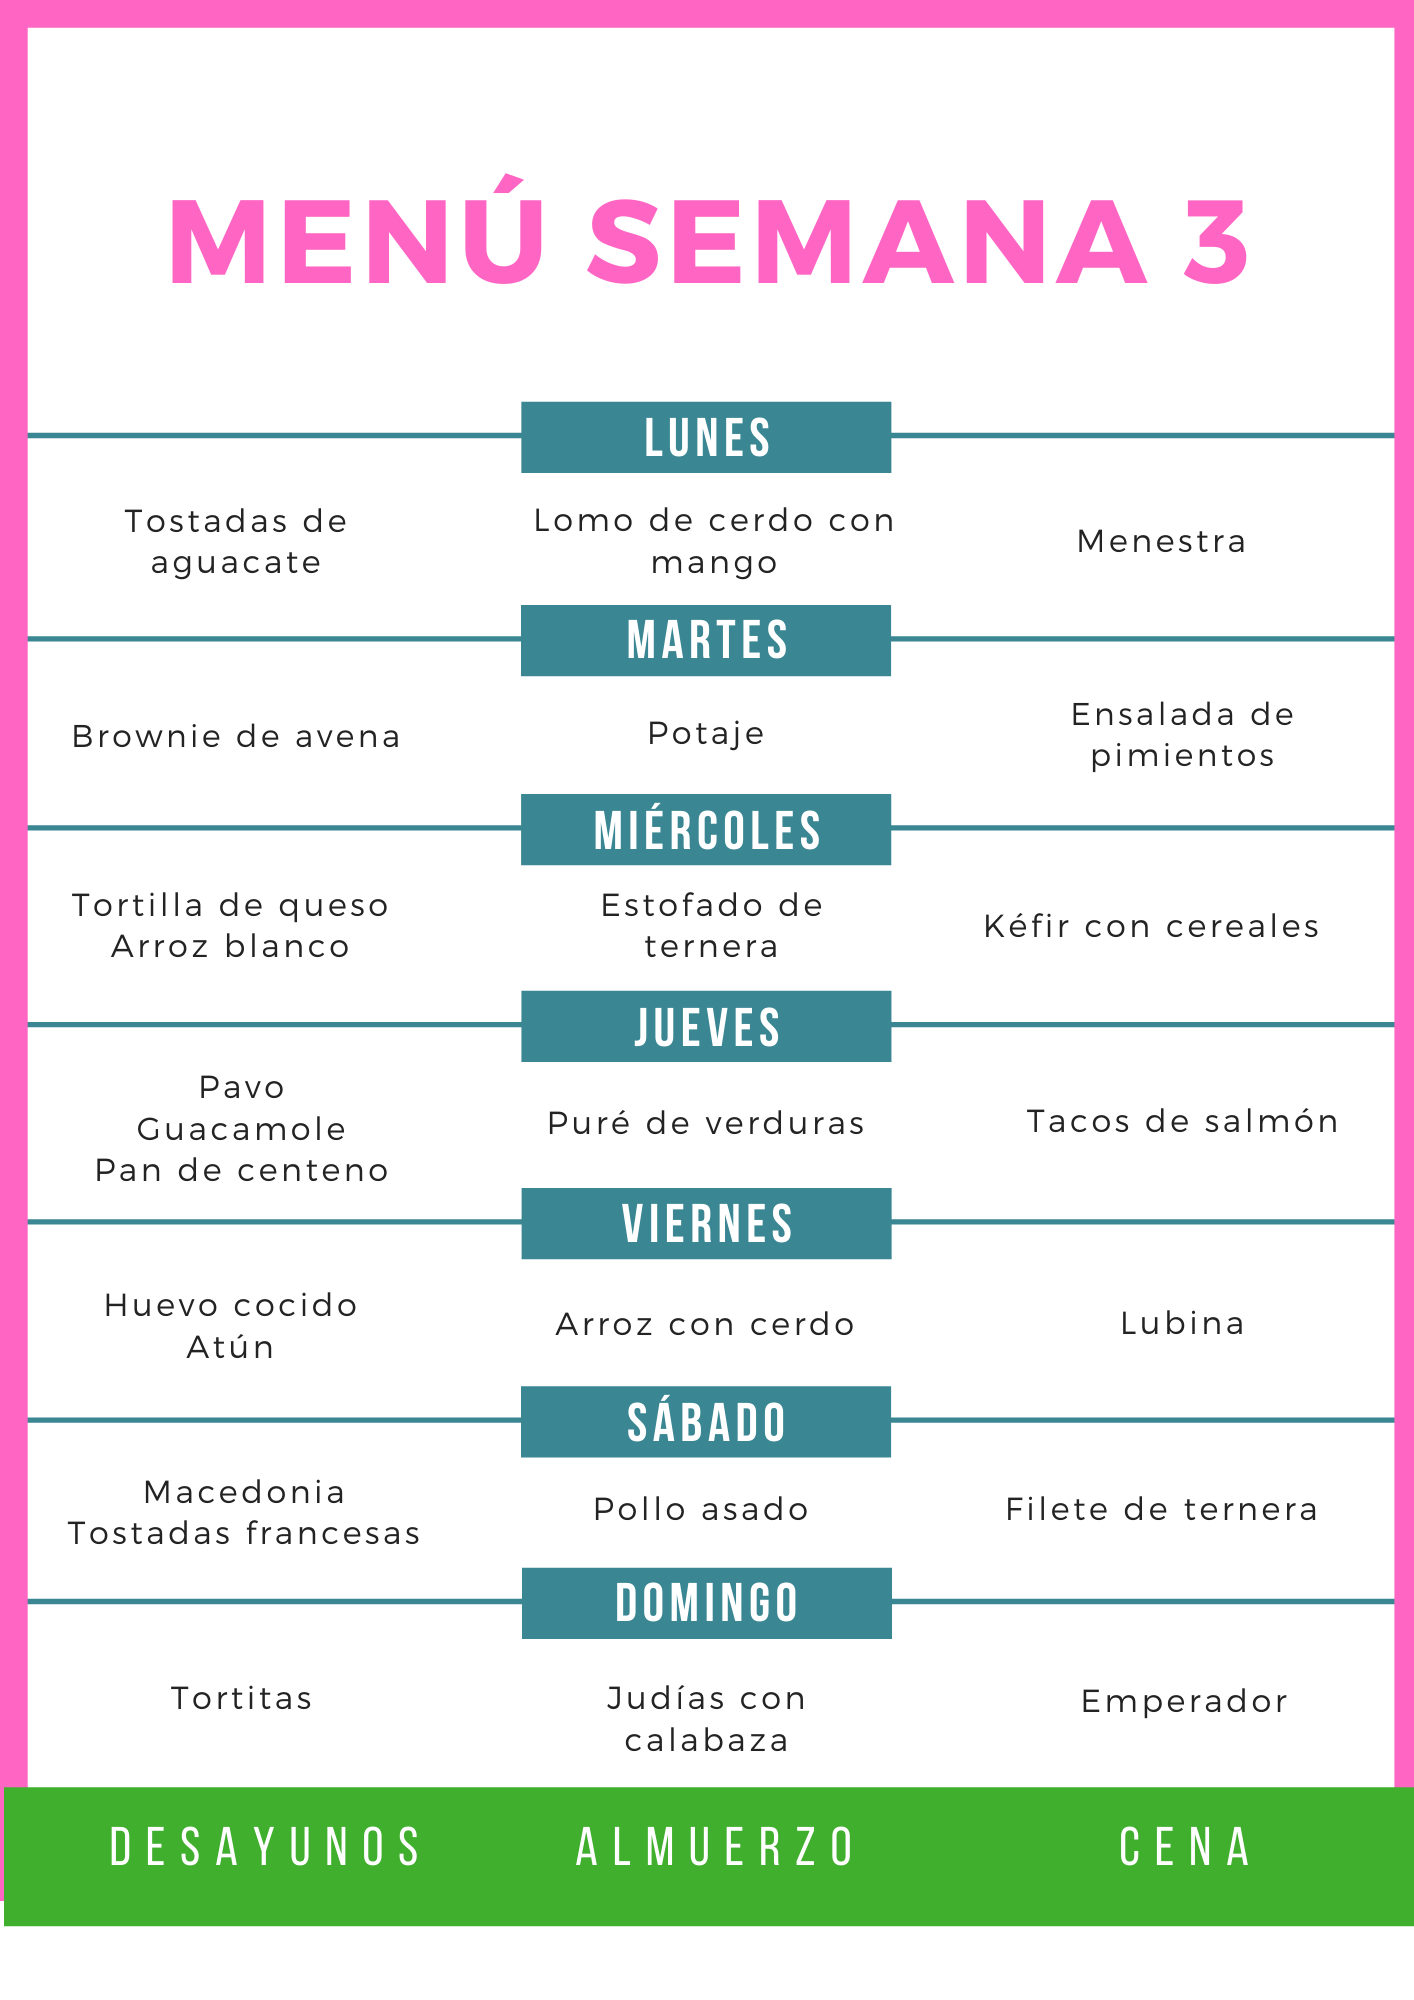 MENÚ SEMANA 3
LUNES
Tostadas de
aguacate
Lomo de cerdo con
mango
Menestra
MARTES
Brownie de avena
Potaje
Ensalada de
pimientos
MIÉRCOLES
Tortilla de queso
Arroz blanco
Estofado de
ternera
Kéfir con cereales
JUEVES
Pavo
Guacamole
Pan de centeno
Puré de verduras
Tacos de salmón
VIERNES
Huevo cocido
Atún
Arroz con cerdo
Lubina
SÁBADO
Macedonia
Tostadas francesas
Pollo asado
Filete de ternera
DOMINGO
Tortitas
Judías con
calabaza
Emperador
DESAYUNOS
ALMUERZO
CENA